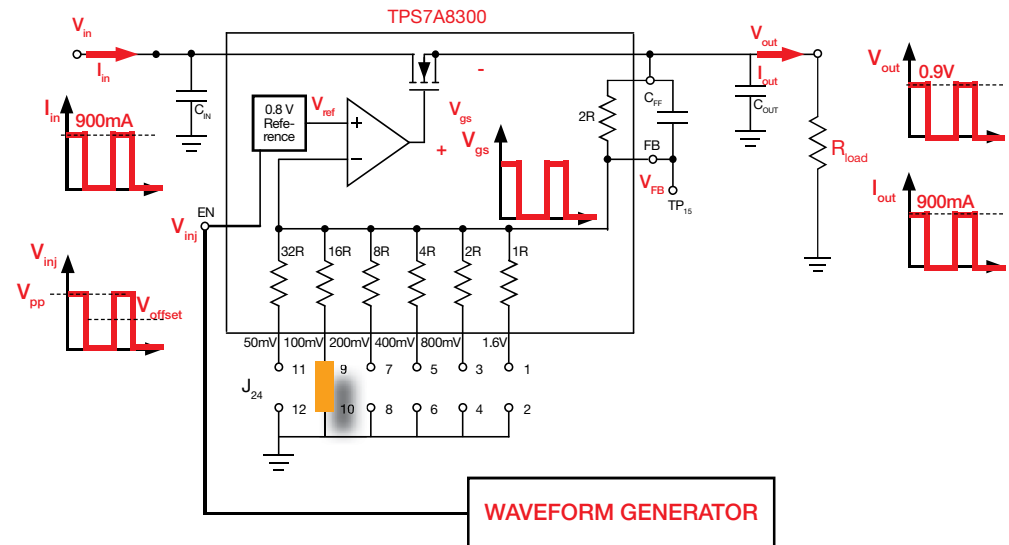 TPS7A8300
Vin
Iin
Vout
Iout
CIN
COUT
CFF
Iin
900mA
0.8 V
Refe-
rence
Vref
+
−
Vgs
-
+
Vgs
2R
FB
VFB
TP15
Rload
Vout
0.9V
Iout
900mA
EN
Vinj
Vinj
Vpp
Voffset
32R 16R 8R 4R 2R 1R
50mV 100mV 200mV 400mV 800mV 1.6V
J24
11 9 7 5 3 1
12 10 8 6 4 2
WAVEFORM GENERATOR